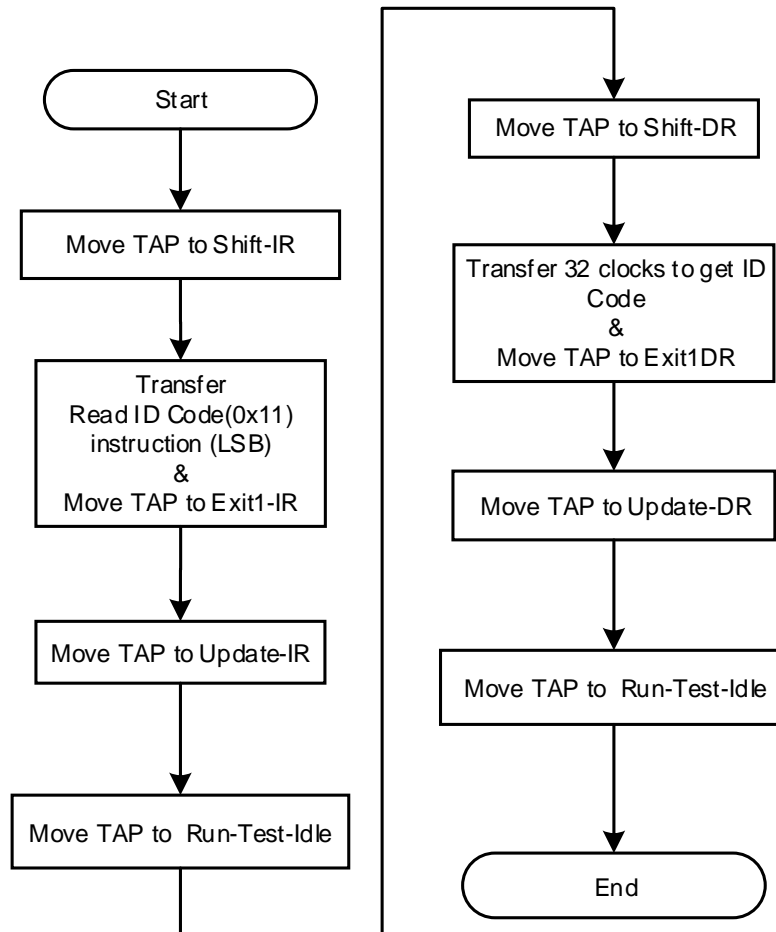 Start
Move TAP to Shift-IR
Transfer
Read ID Code(0x11)
instruction (LSB)
&
Move TAP to Exit1-IR
Move TAP to Update-IR
Move TAP to Run-Test-Idle
Move TAP to Shift-DR
Transfer 32 clocks to get ID
Code
&
Move TAP to Exit1DR
Move TAP to Update-DR
Move TAP to Run-Test-Idle
End